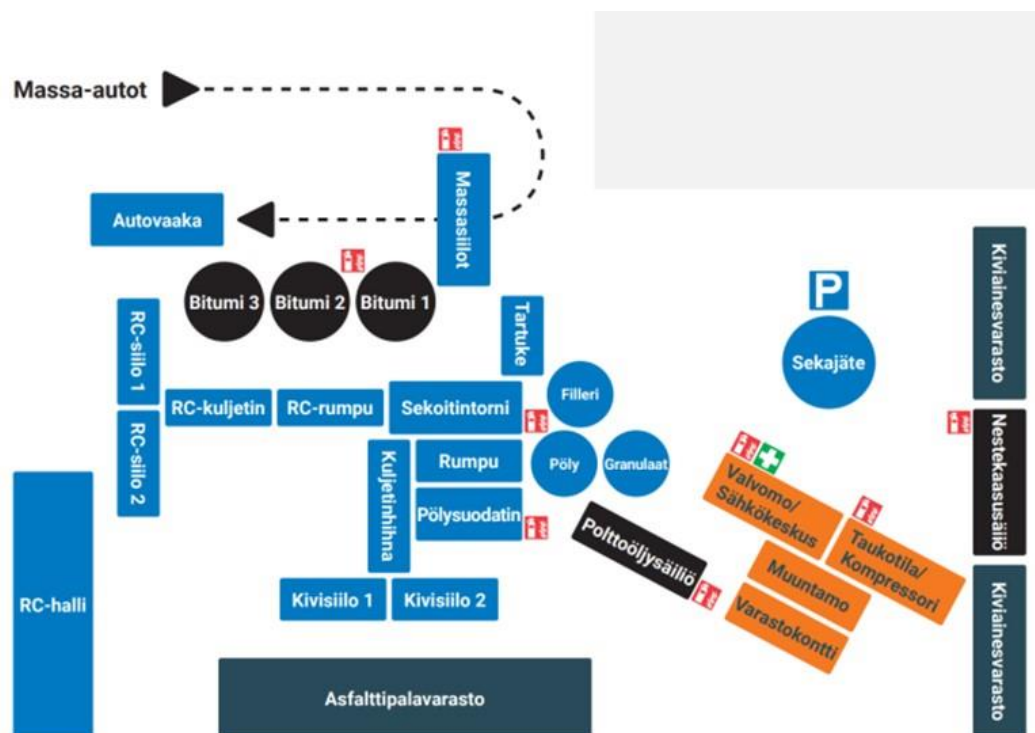 Massa-autot
Massasiilot
Autovaaka
Bitumi 3
Bitumi 2
Bitumi 1
P
Kiviainesvarasto
RC-siilo 1
Tartuke
Sekajäte
Filleri
RC-kuljetin
RC-rumpu
Sekoitintorni
RC-siilo 2
Kuljetinhihna
Rumpu
Pöly
Granulaat
Pölysuodatin
Polttoöljysäiliö
Valvomo/
Sähkökeskus
Taukotila/
Kompressori
Muuntamo
Varastokontti
Nestekaasusäiliö
Kiviainesvarasto
RC-halli
Kivisiilo 1
Kivisiilo 2
Asfalttipalavarasto